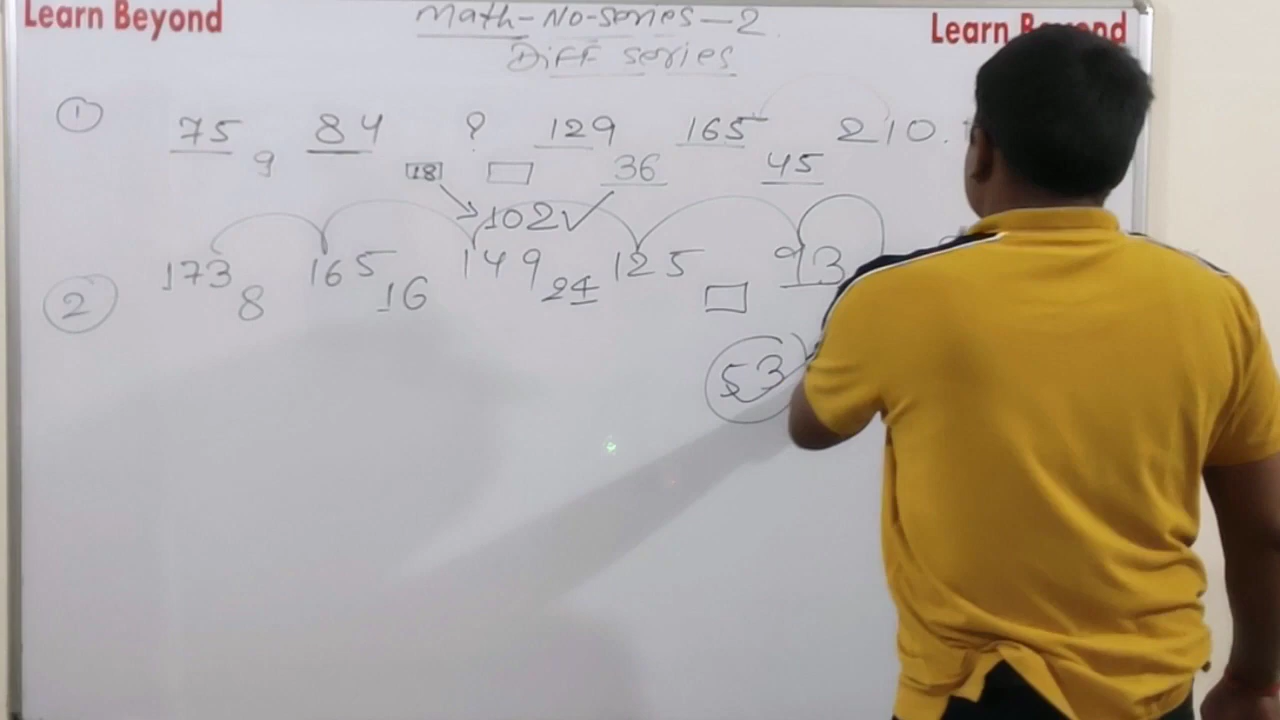 Learn Beyond
Math-No-series-2
Learn
Diff series
1 75 84 ? 129 165 210
9 18 36 45
102✓
2 173 165 149 125 93
8 16 24
53